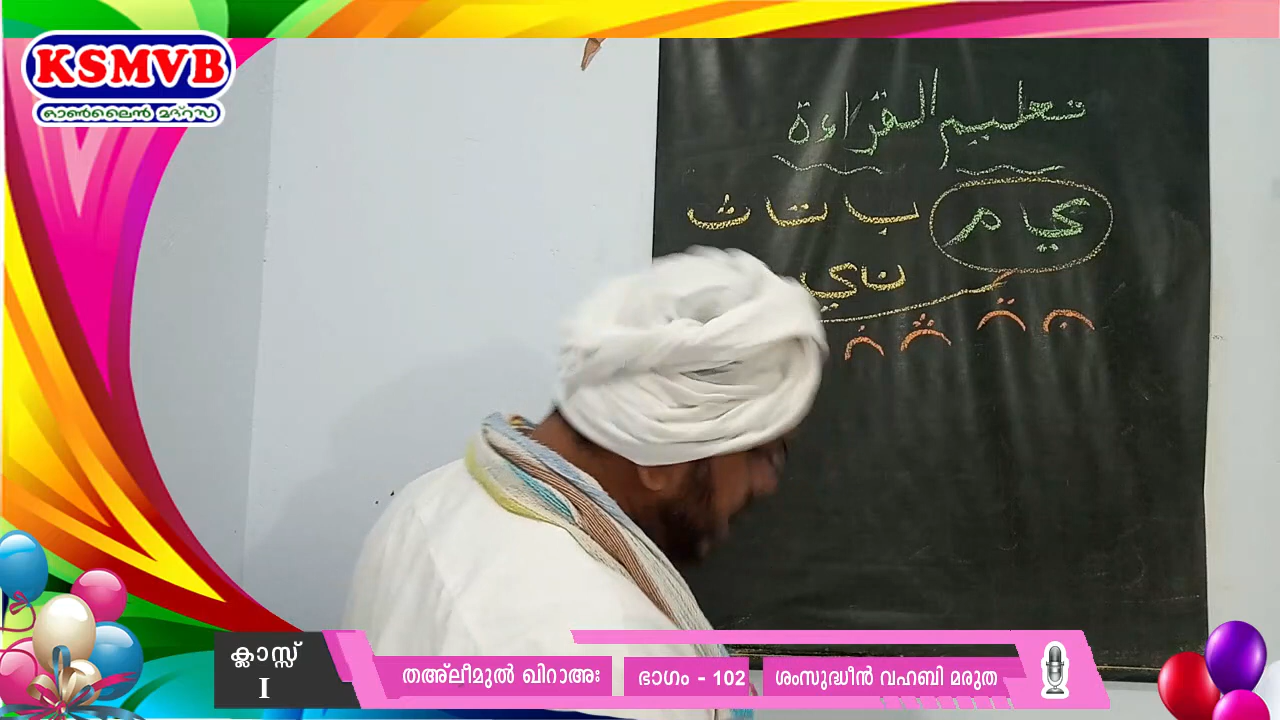 KSMVB
ഓൺലൈൻ മദ്റസ
تعليم القراءة
ي م ب ت ث
ن ي
ക്ലാസ്സ്
I
തഅ്ലീമുൽ ഖിറാഅഃ
ഭാഗം - 102
ശംസുദ്ധീൻ വഹബി മരുത